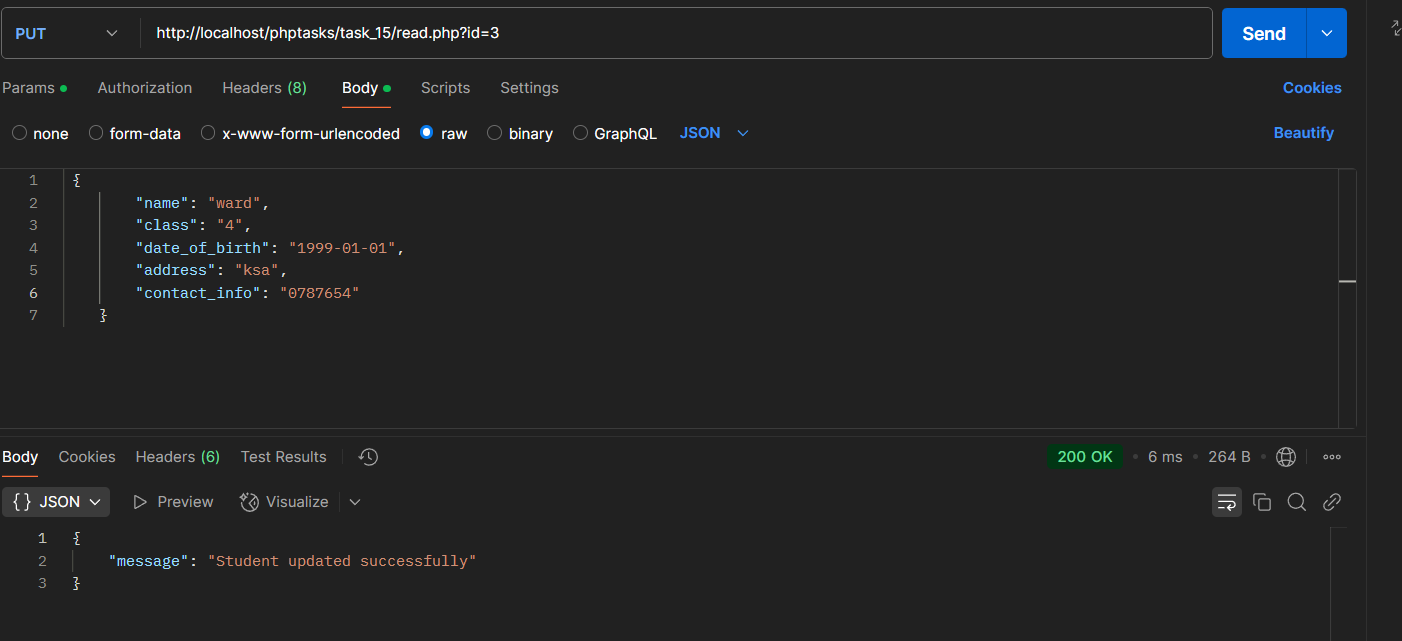 PUT http://localhost/phptasks/task_15/read.php?id=3 Send
Params Authorization Headers (8) Body Scripts Settings Cookies
none form-data x-www-form-urlencoded raw binary GraphQL JSON Beautify
1 {
2 "name": "ward",
3 "class": "4",
4 "date_of_birth": "1999-01-01",
5 "address": "ksa",
6 "contact_info": "0787654"
7 }
Body Cookies Headers (6) Test Results 200 OK • 6 ms • 264 B •
{} JSON Preview Visualize
1 {
2 "message": "Student updated successfully"
3 }